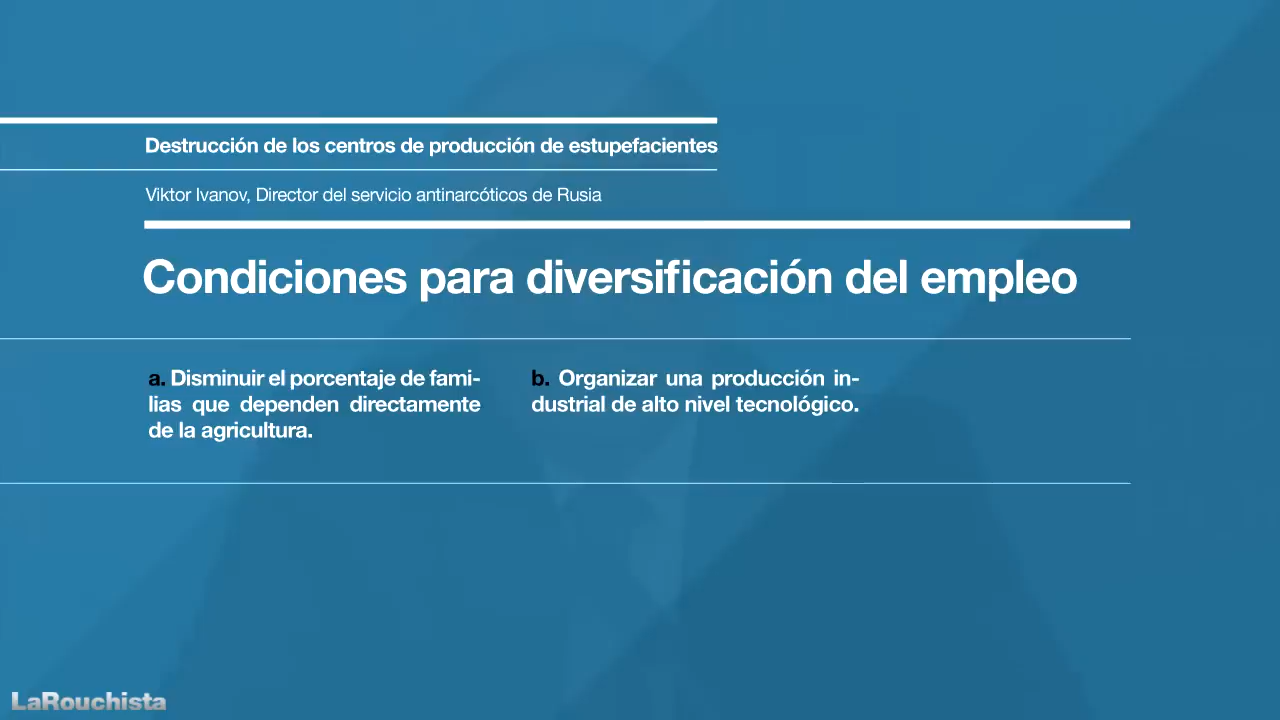 Destrucción de los centros de producción de estupefacientes
Viktor Ivanov, Director del servicio antinarcóticos de Rusia
Condiciones para diversificación del empleo
a. Disminuir el porcentaje de fami-
lias que dependen directamente
de la agricultura.
b. Organizar una producción in-
dustrial de alto nivel tecnológico.
LaRouchista